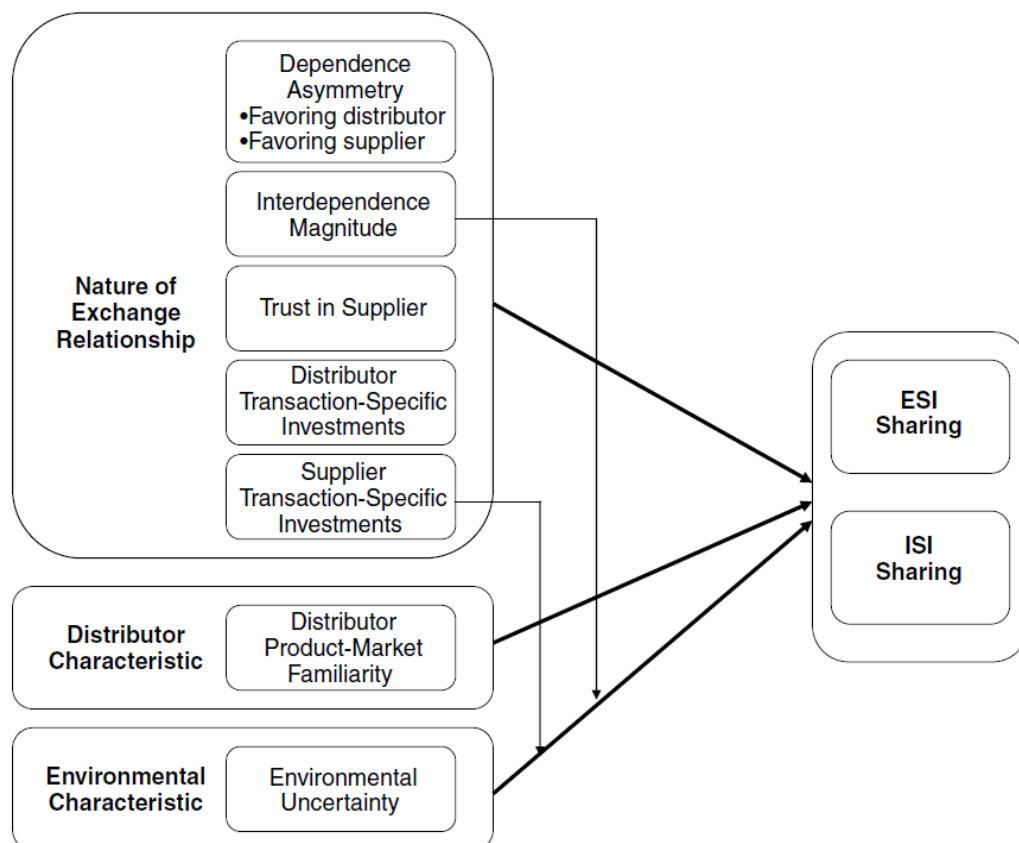 Dependence
Asymmetry
•Favoring distributor
•Favoring supplier
Interdependence
Magnitude
Nature of
Exchange
Relationship
Trust in Supplier
Distributor
Transaction-Specific
Investments
Supplier
Transaction-Specific
Investments
ESI
Sharing
ISI
Sharing
Distributor
Characteristic
Distributor
Product-Market
Familiarity
Environmental
Characteristic
Environmental
Uncertainty